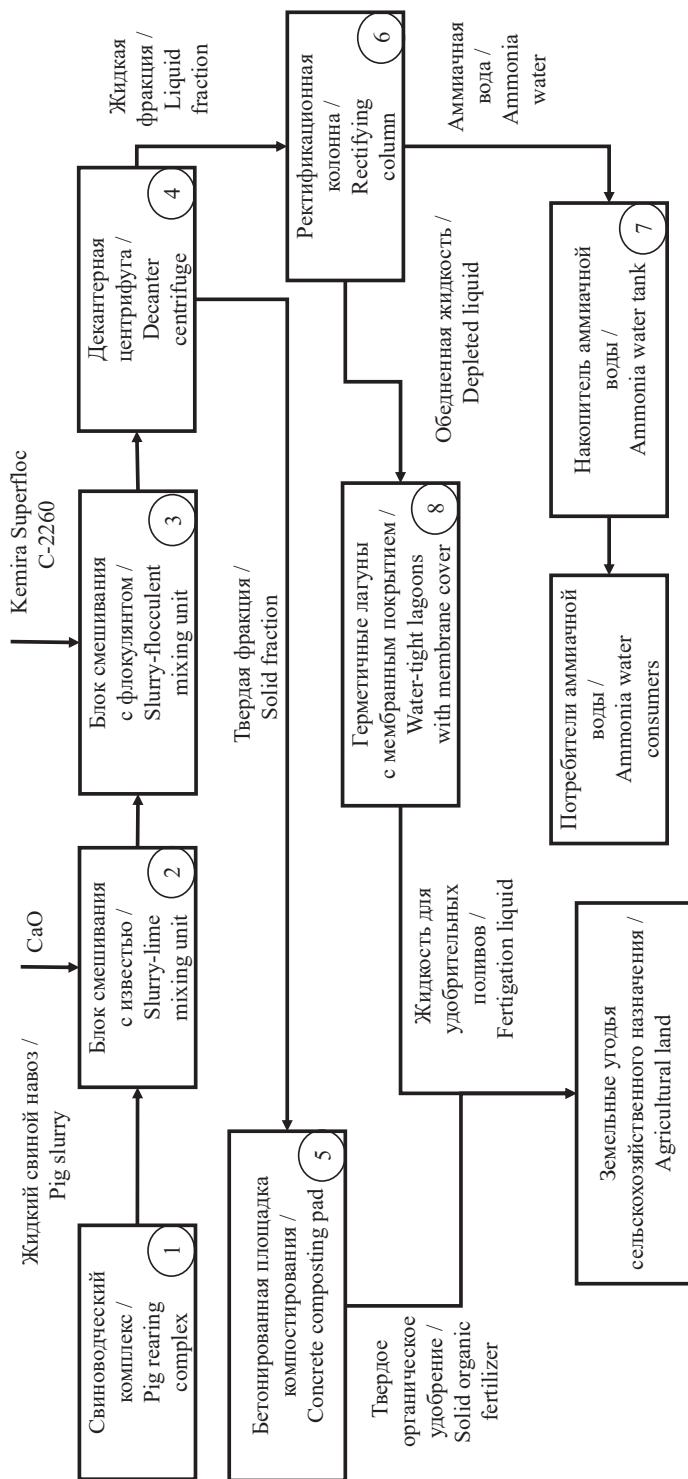 Жидкий свиной навоз /
Pig slurry
CaO
Kemira Superfloc
C-2260
Свиноводческий
комплекс /
Pig rearing
complex
1
Блок смешивания
с известью /
Slurry-lime
mixing unit
2
Блок смешивания
с флокулянтом /
Slurry-flocculent
mixing unit
3
Декантерная
центрифуга /
Decanter
centrifuge
4
Жидкая
фракция /
Liquid
fraction
Твердая фракция /
Solid fraction
Бетонированная площадка
компостирования /
Concrete composting pad
5
Ректификационная
колонна /
Rectifying
column
6
Твердое
органическое
удобрение /
Solid organic
fertilizer
Герметичные лагуны
с мембранным покрытием /
Water-tight lagoons
with membrane cover
8
Обедненная жидкость /
Depleted liquid
Аммиачная
вода /
Ammonia
water
Жидкость для
удобрительных
поливов /
Fertigation liquid
Земельные угодья
сельскохозяйственного назначения /
Agricultural land
Потребители аммиачной
воды /
Ammonia water
consumers
Накопитель аммиачной
воды /
Ammonia water tank
7